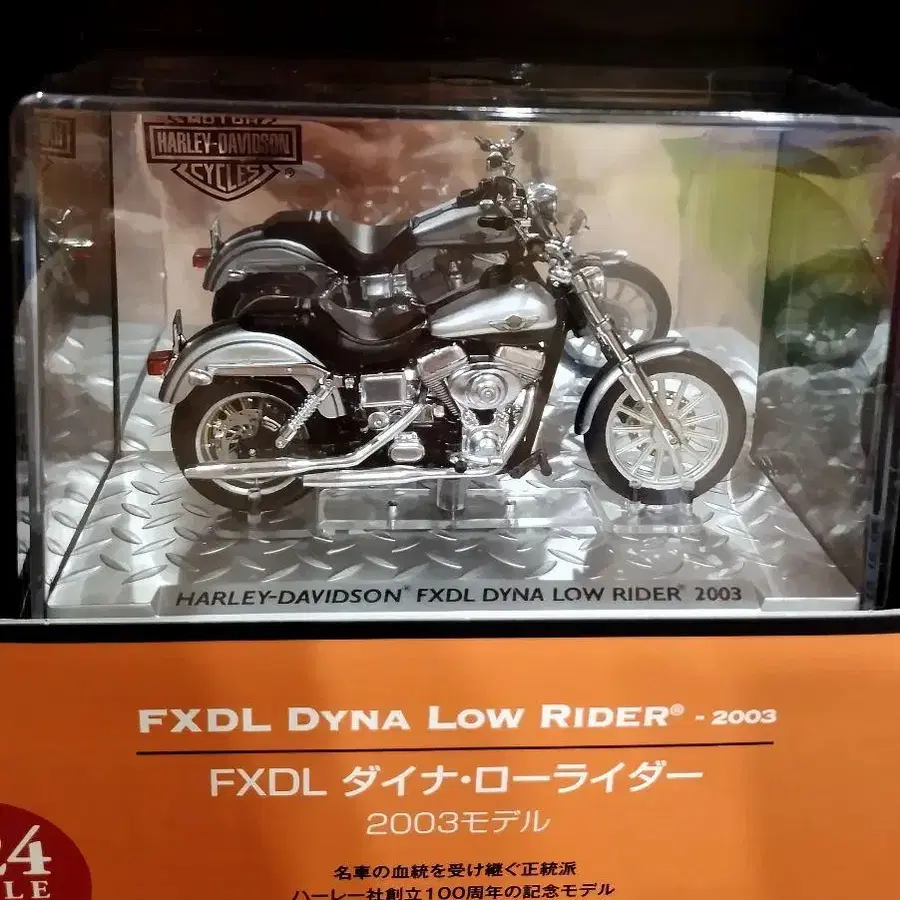 MOTOR
HARLEY-DAVIDSON
CYCLES®
HARLEY-DAVIDSON® FXDL DYNA LOW RIDER® 2003
FXDL DYNA LOW RIDER® - 2003
FXDL ダイナ・ローライダー
2003モデル
24
LE
名車の血統を受け継ぐ正統派
ハーレー社創立100周年の記念モデル